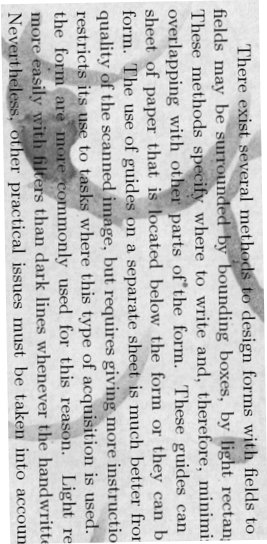 There exist several methods to design forms with fields to
fields may be surrounded by bounding boxes, by light rectan
These methods specify where to write and, therefore, minimi
overlapping with other parts of the form. These guides can
sheet of paper that is located below the form or they can b
form. The use of guides on a separate sheet is much better fro
quality of the scanned image, but requires giving more instructio
restricts its use to tasks where this type of acquisition is used.
the form are more commonly used for this reason. Light re
more easily with filters than dark lines whenever the handwritt
Nevertheless, other practical issues must be taken into accoun